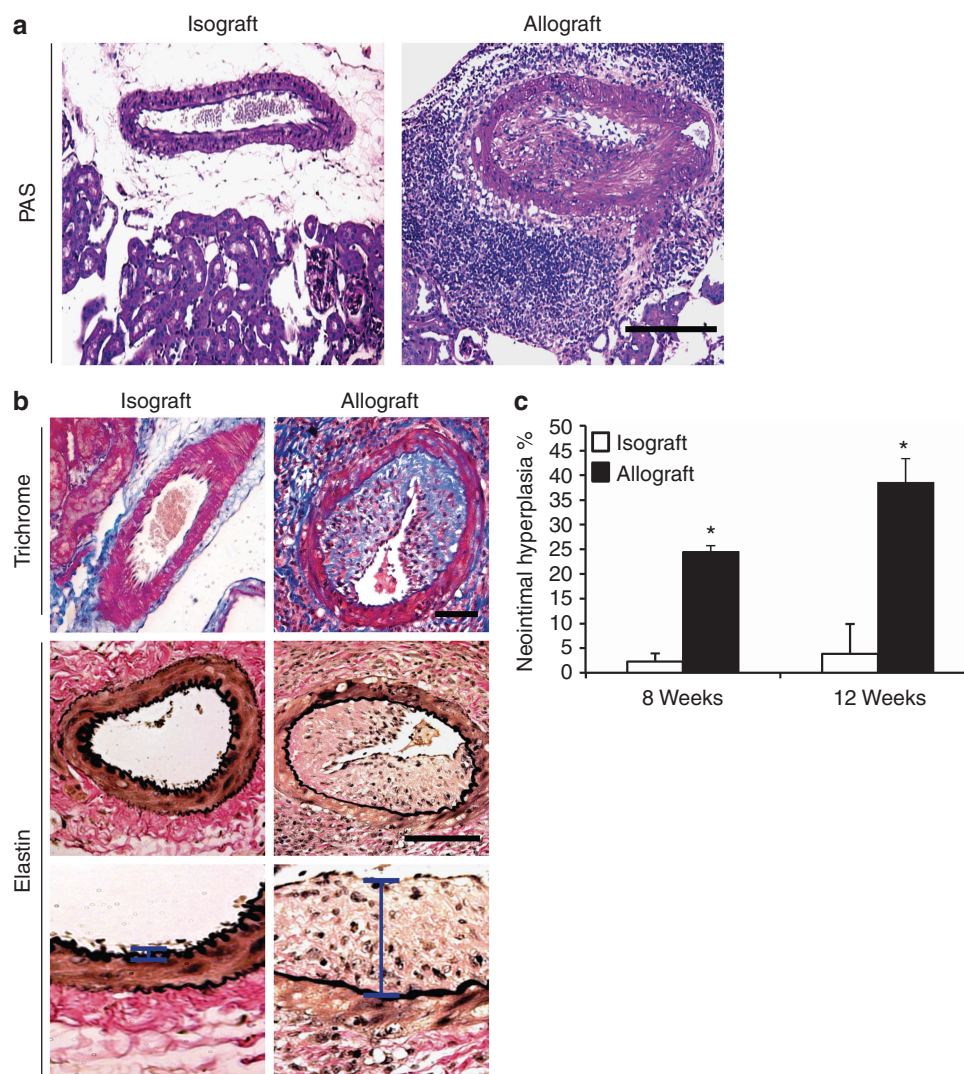 a
Isograft
Allograft
PAS
b
Isograft
Allograft
Trichrome
Elastin
c
Isograft
Allograft
Neointimal hyperplasia %
50
45
40
35
30
25
20
15
10
5
0
*
*
8 Weeks
12 Weeks